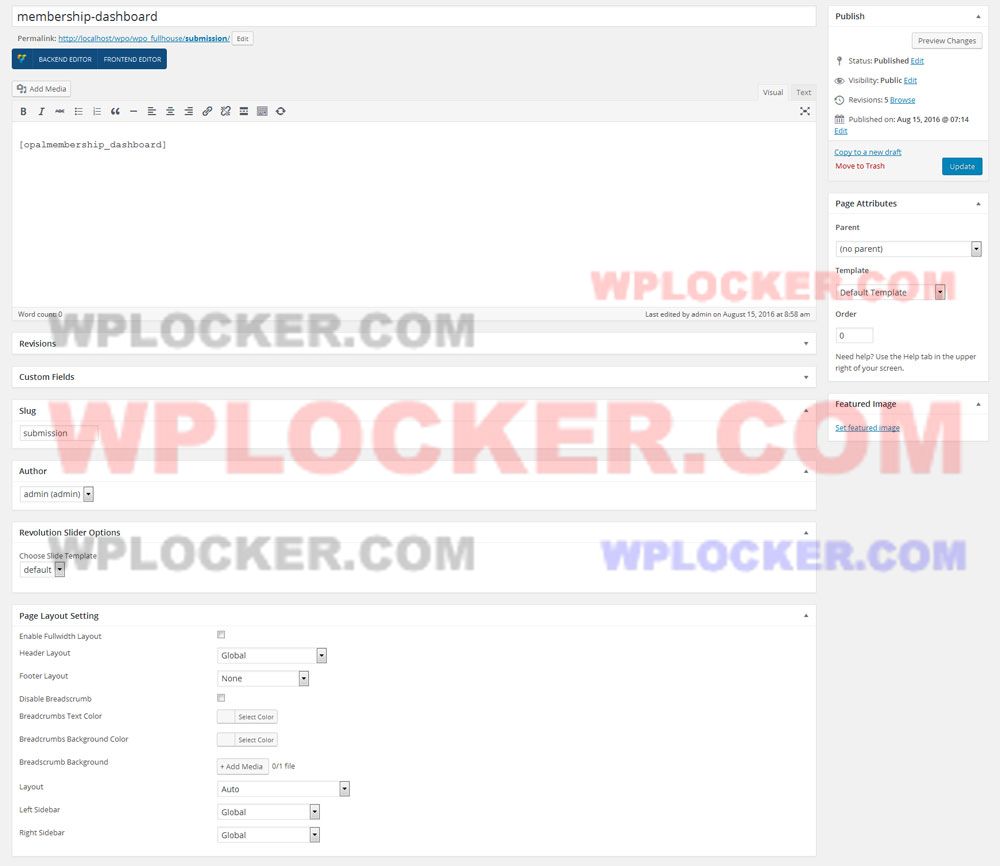 membership-dashboard
Permalink: http://localhost/wpo/wpo_fullhouse/submission/ Edit
BACKEND EDITOR FRONTEND EDITOR
Add Media
Visual Text
B I ABC
[opalmembership_dashboard]
Word count: 0
Last edited by admin on August 15, 2016 at 8:58 am
Revisions
Custom Fields
Slug
submission
Author
admin (admin)
Revolution Slider Options
Choose Slide Template
default
Page Layout Setting
Enable Fullwidth Layout
Header Layout Global
Footer Layout None
Disable Breadscrumb
Breadcrumbs Text Color Select Color
Breadcrumbs Background Color Select Color
Breadscrumb Background + Add Media 0/1 file
Layout Auto
Left Sidebar Global
Right Sidebar Global
Publish
Preview Changes
Status: Published Edit
Visibility: Public Edit
Revisions: 5 Browse
Published on: Aug 15, 2016 @ 07:14
Edit
Copy to a new draft
Move to Trash
Update
Page Attributes
Parent
(no parent)
Template
Default Template
Order
0
Need help? Use the Help tab in the upper
right of your screen.
Featured Image
Set featured image
WPLOCKER.COM
WPLOCKER.COM
WPLOCKER.COM
WPLOCKER.COM
WPLOCKER.COM